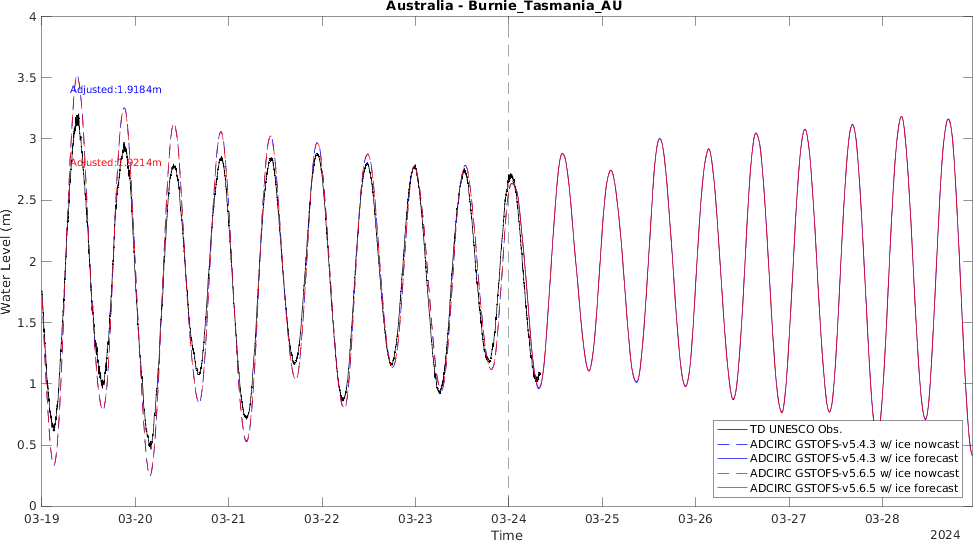 Australia - Burnie_Tasmania_AU
4
3.5
3
2.5
2
1.5
1
0.5
0
Water Level (m)
Adjusted:1.9184m
Adjusted:1.9214m
TD UNESCO Obs.
ADCIRC GSTOFS-v5.4.3 w/ ice nowcast
ADCIRC GSTOFS-v5.4.3 w/ ice forecast
ADCIRC GSTOFS-v5.6.5 w/ ice nowcast
ADCIRC GSTOFS-v5.6.5 w/ ice forecast
03-19 03-20 03-21 03-22 03-23 03-24 03-25 03-26 03-27 03-28
Time
2024